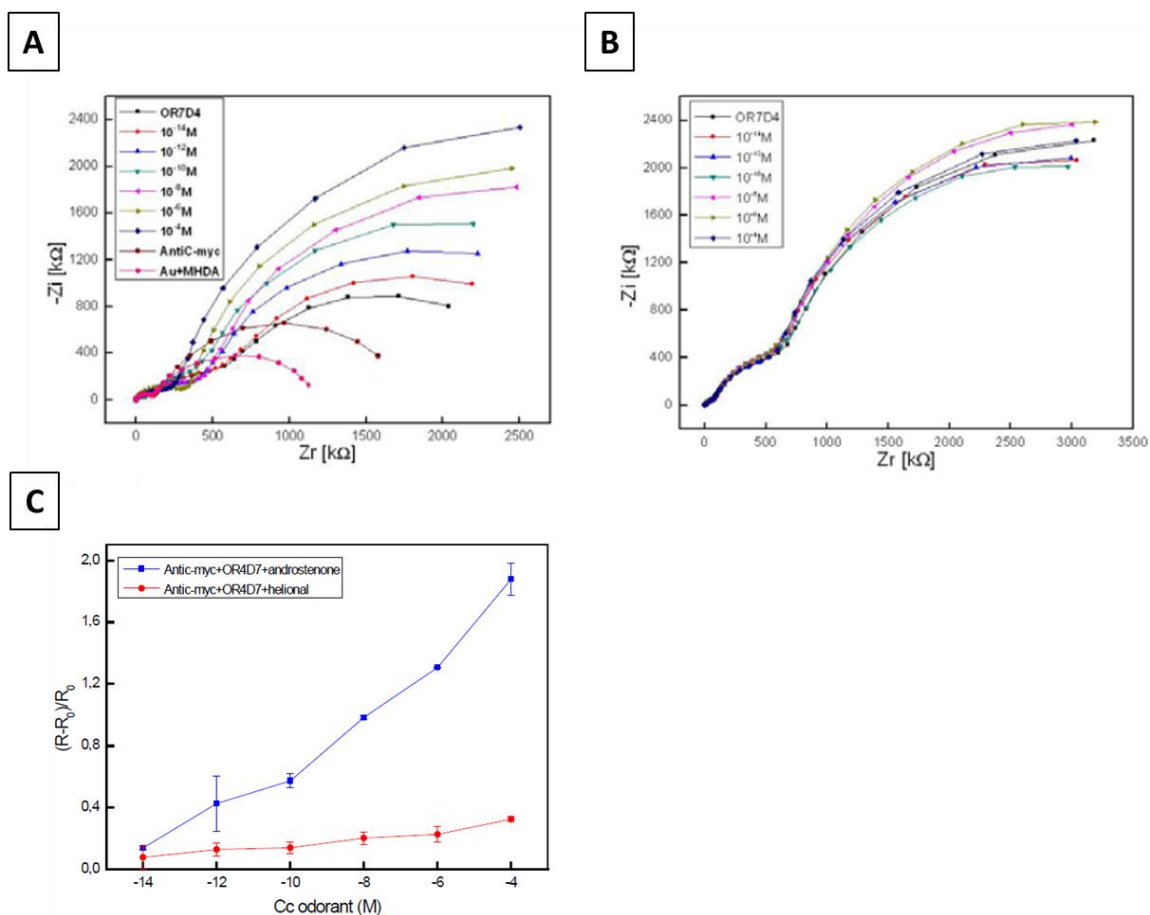 A
OR7D4
10⁻¹⁴M
10⁻¹²M
10⁻¹⁰M
10⁻⁸M
10⁻⁶M
10⁻⁴M
AntiC-myc
Au+MHDA
2400
2000
1600
1200
800
400
0
-Zi [kΩ]
0 500 1000 1500 2000 2500
Zr [kΩ]
B
OR7D4
10⁻¹⁴M
10⁻¹²M
10⁻¹⁰M
10⁻⁸M
10⁻⁶M
10⁻⁴M
2400
2000
1600
1200
800
400
0
-Zi [kΩ]
0 500 1000 1500 2000 2500 3000 3500
Zr [kΩ]
C
Antic-myc+OR4D7+androstenone
Antic-myc+OR4D7+helional
2,0
1,6
1,2
0,8
0,4
0,0
(R-R₀)/R₀
-14 -12 -10 -8 -6 -4
Cc odorant (M)